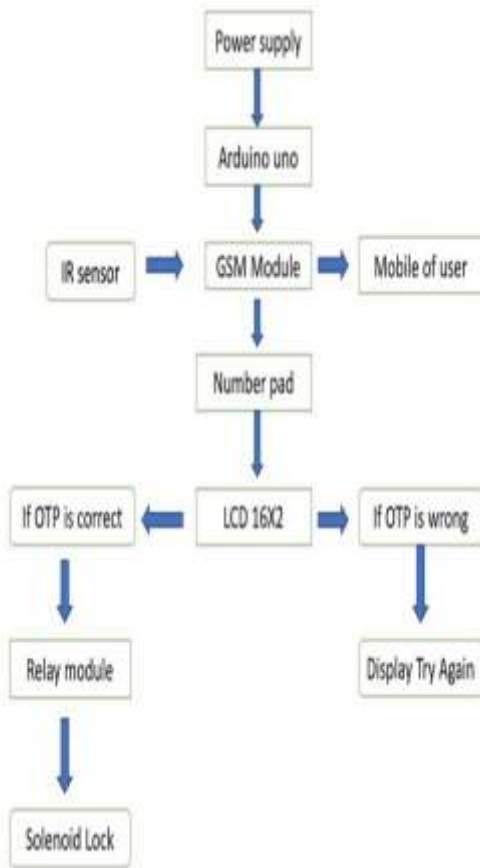 Power supply
Arduino uno
IR sensor
GSM Module
Mobile of user
Number pad
If OTP is correct
LCD 16X2
If OTP is wrong
Relay module
Display Try Again
Solenoid Lock